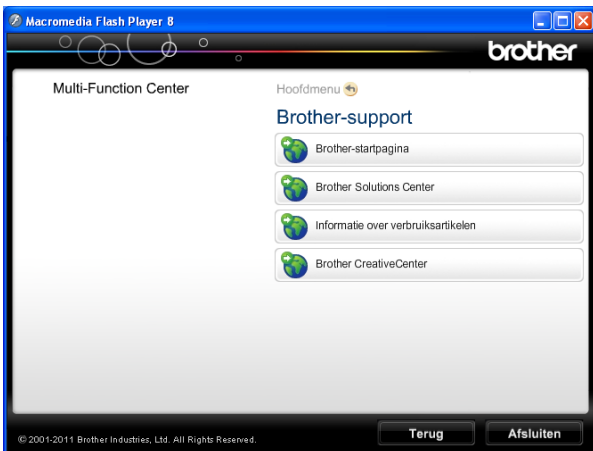 Macromedia Flash Player 8
brother
Multi-Function Center
Hoofdmenu
Brother-support
Brother-startpagina
Brother Solutions Center
Informatie over verbruiksartikelen
Brother CreativeCenter
© 2001-2011 Brother Industries, Ltd. All Rights Reserved.
Terug
Afsluiten